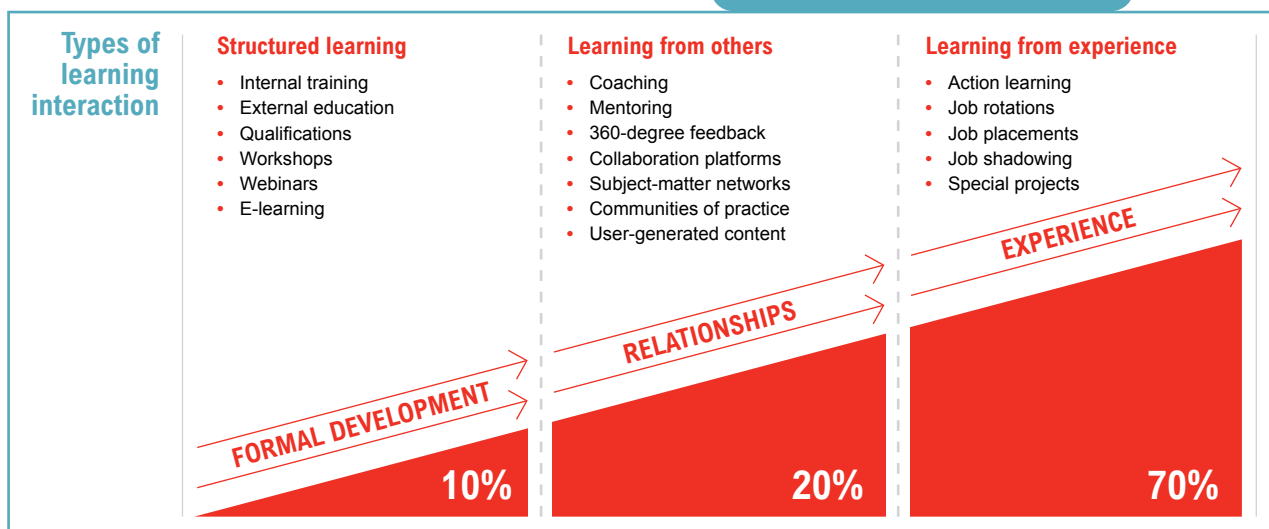 Types of
learning
interaction
Structured learning
• Internal training
• External education
• Qualifications
• Workshops
• Webinars
• E-learning
FORMAL DEVELOPMENT
10%
Learning from others
• Coaching
• Mentoring
• 360-degree feedback
• Collaboration platforms
• Subject-matter networks
• Communities of practice
• User-generated content
RELATIONSHIPS
20%
Learning from experience
• Action learning
• Job rotations
• Job placements
• Job shadowing
• Special projects
EXPERIENCE
70%